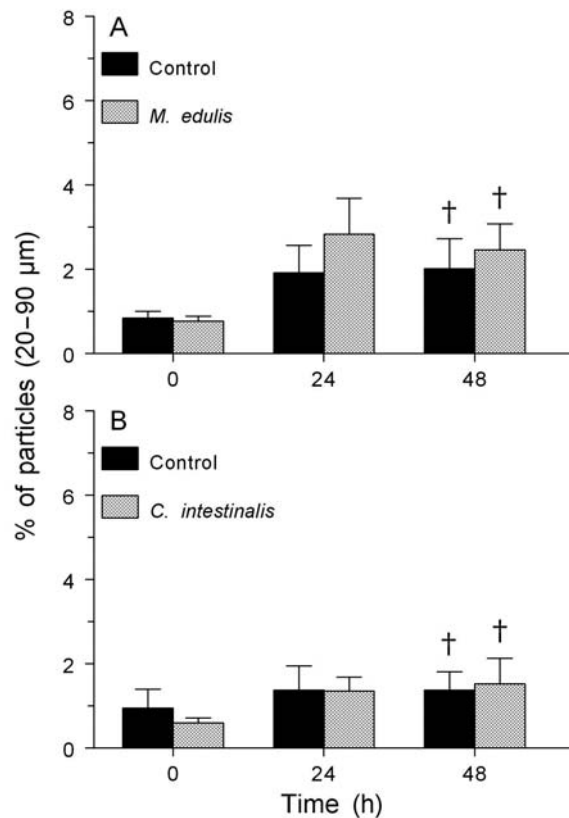 % of particles (20–90 µm)
8
A
Control
6
M. edulis
4
† †
2
0
0 24 48
8
B
Control
6
C. intestinalis
4
† †
2
0
0 24 48
Time (h)